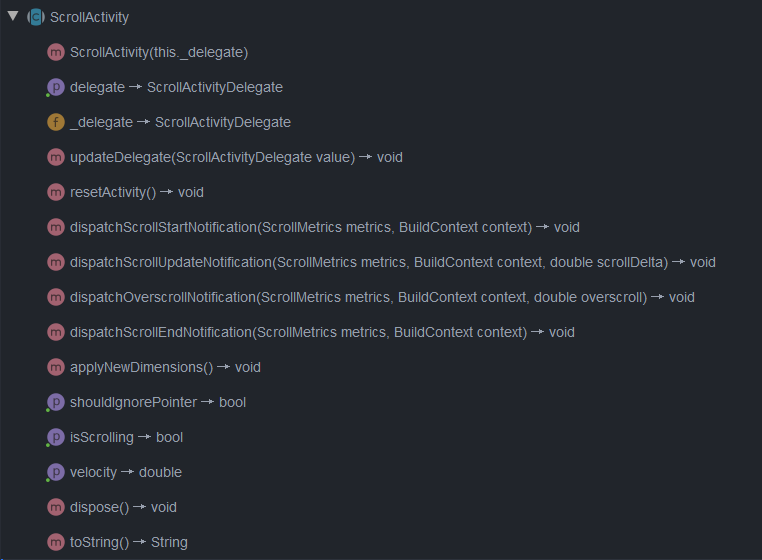 C ScrollActivity
m ScrollActivity(this._delegate)
p delegate → ScrollActivityDelegate
f _delegate → ScrollActivityDelegate
m updateDelegate(ScrollActivityDelegate value) → void
m resetActivity() → void
m dispatchScrollStartNotification(ScrollMetrics metrics, BuildContext context) → void
m dispatchScrollUpdateNotification(ScrollMetrics metrics, BuildContext context, double scrollDelta) → void
m dispatchOverscrollNotification(ScrollMetrics metrics, BuildContext context, double overscroll) → void
m dispatchScrollEndNotification(ScrollMetrics metrics, BuildContext context) → void
m applyNewDimensions() → void
p shouldIgnorePointer → bool
p isScrolling → bool
p velocity → double
m dispose() → void
m toString() → String